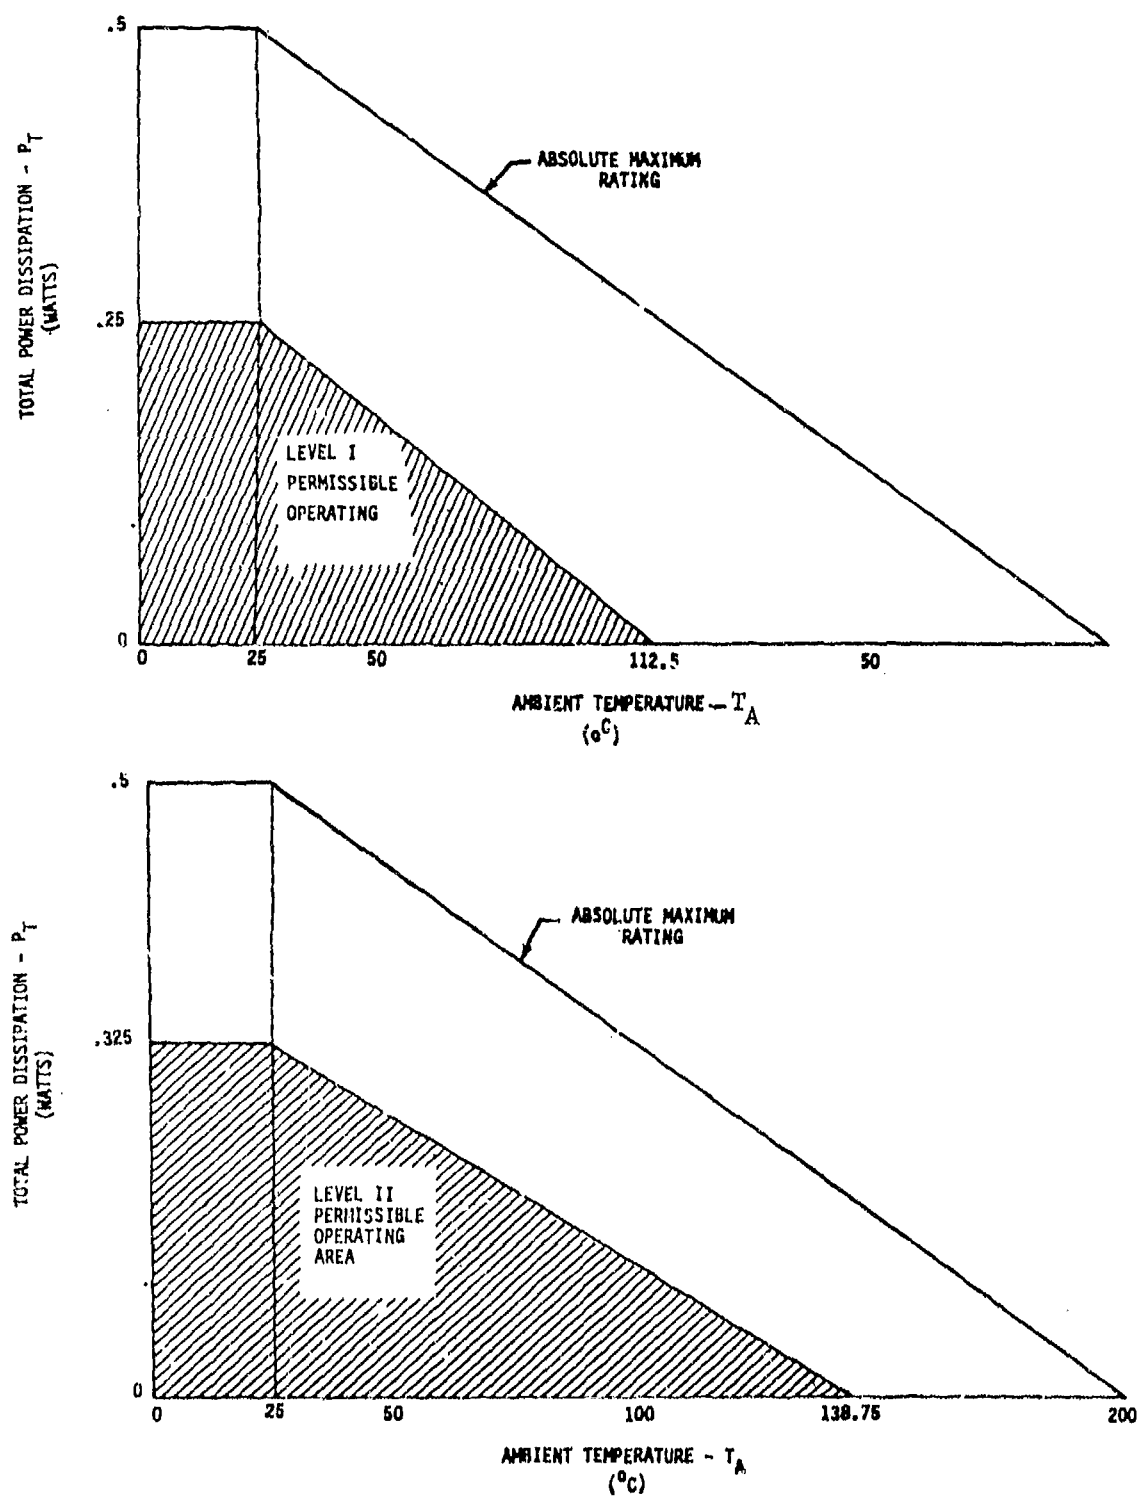 .5
TOTAL POWER DISSIPATION - PT
(WATTS)
ABSOLUTE MAXIMUM
RATING
.25
LEVEL I
PERMISSIBLE
OPERATING
0
0 25 50 112.5 50
AMBIENT TEMPERATURE - TA
(oC)
.5
TOTAL POWER DISSIPATION - PT
(WATTS)
ABSOLUTE MAXIMUM
RATING
.325
LEVEL II
PERMISSIBLE
OPERATING
AREA
0
0 25 50 100 138.75 200
AMBIENT TEMPERATURE - TA
(oC)